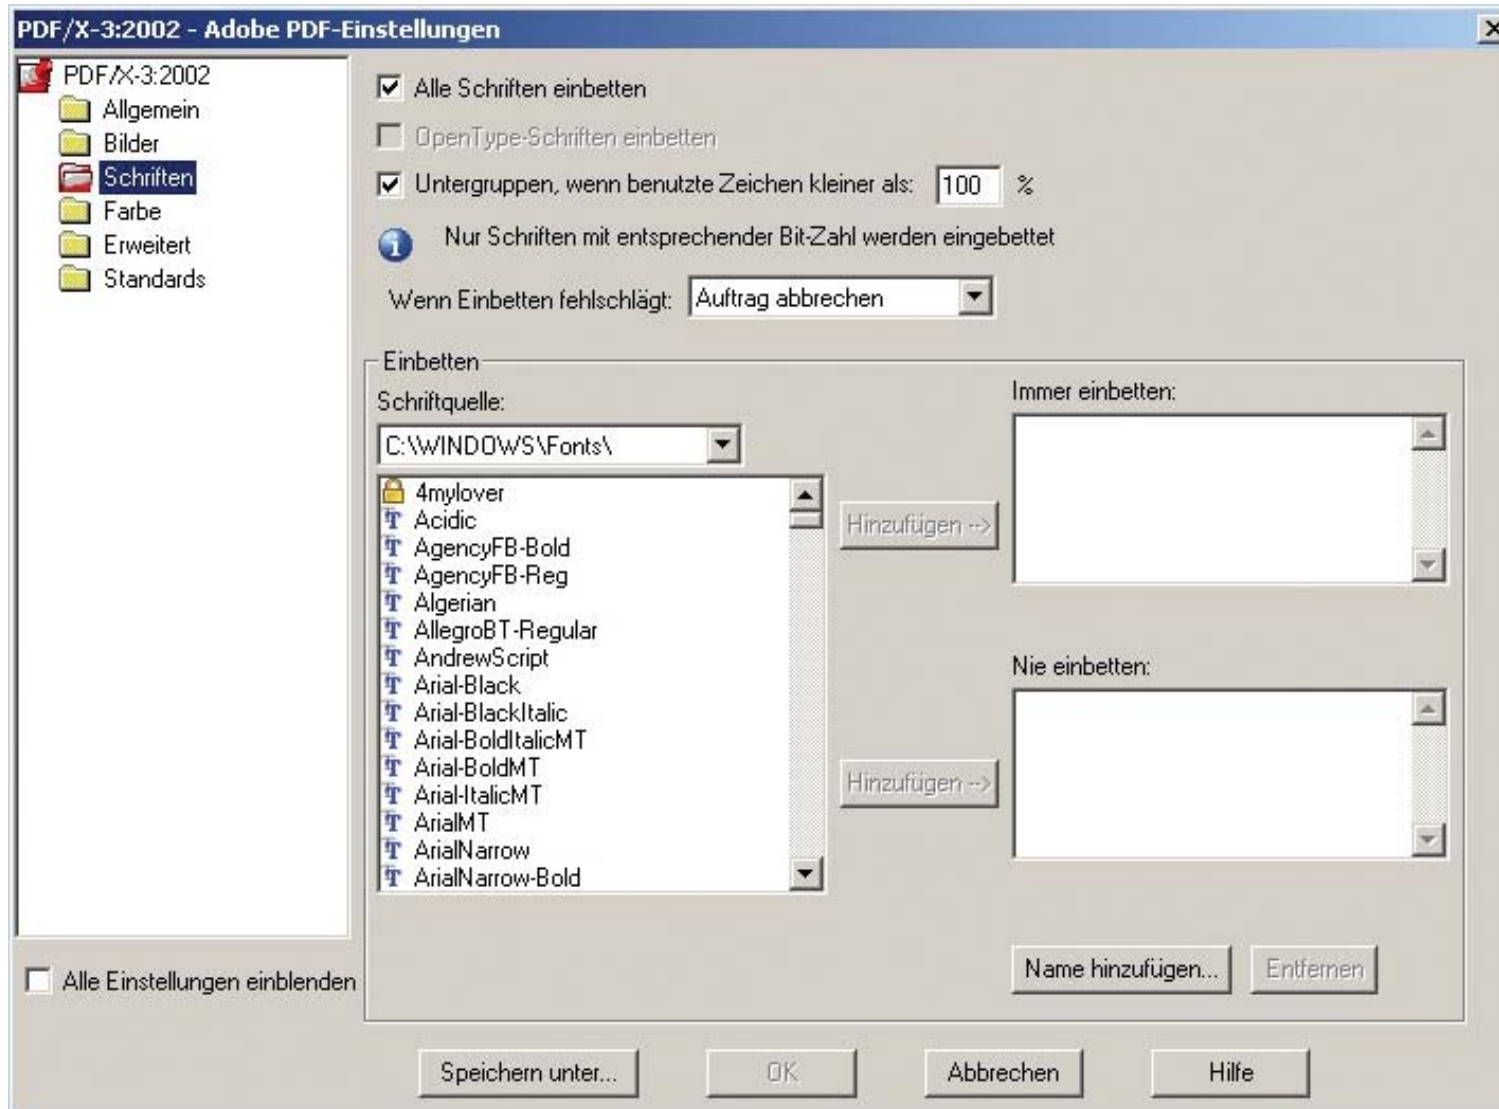 PDF/X-3:2002 - Adobe PDF-Einstellungen
PDF/X-3:2002
Allgemein
Bilder
Schriften
Farbe
Erweitert
Standards
Alle Einstellungen einblenden
Alle Schriften einbetten
OpenType-Schriften einbetten
Untergruppen, wenn benutzte Zeichen kleiner als: 100 %
Nur Schriften mit entsprechender Bit-Zahl werden eingebettet
Wenn Einbetten fehlschlägt: Auftrag abbrechen
Einbetten
Schriftquelle:
C:\WINDOWS\Fonts\
4mylover
Acidic
AgencyFB-Bold
AgencyFB-Reg
Algerian
AllegroBT-Regular
AndrewScript
Arial-Black
Arial-BlackItalic
Arial-BoldItalicMT
Arial-BoldMT
Arial-ItalicMT
ArialMT
ArialNarrow
ArialNarrow-Bold
Hinzufügen -->
Hinzufügen -->
Immer einbetten:
Nie einbetten:
Name hinzufügen...
Entfernen
Speichern unter...
OK
Abbrechen
Hilfe